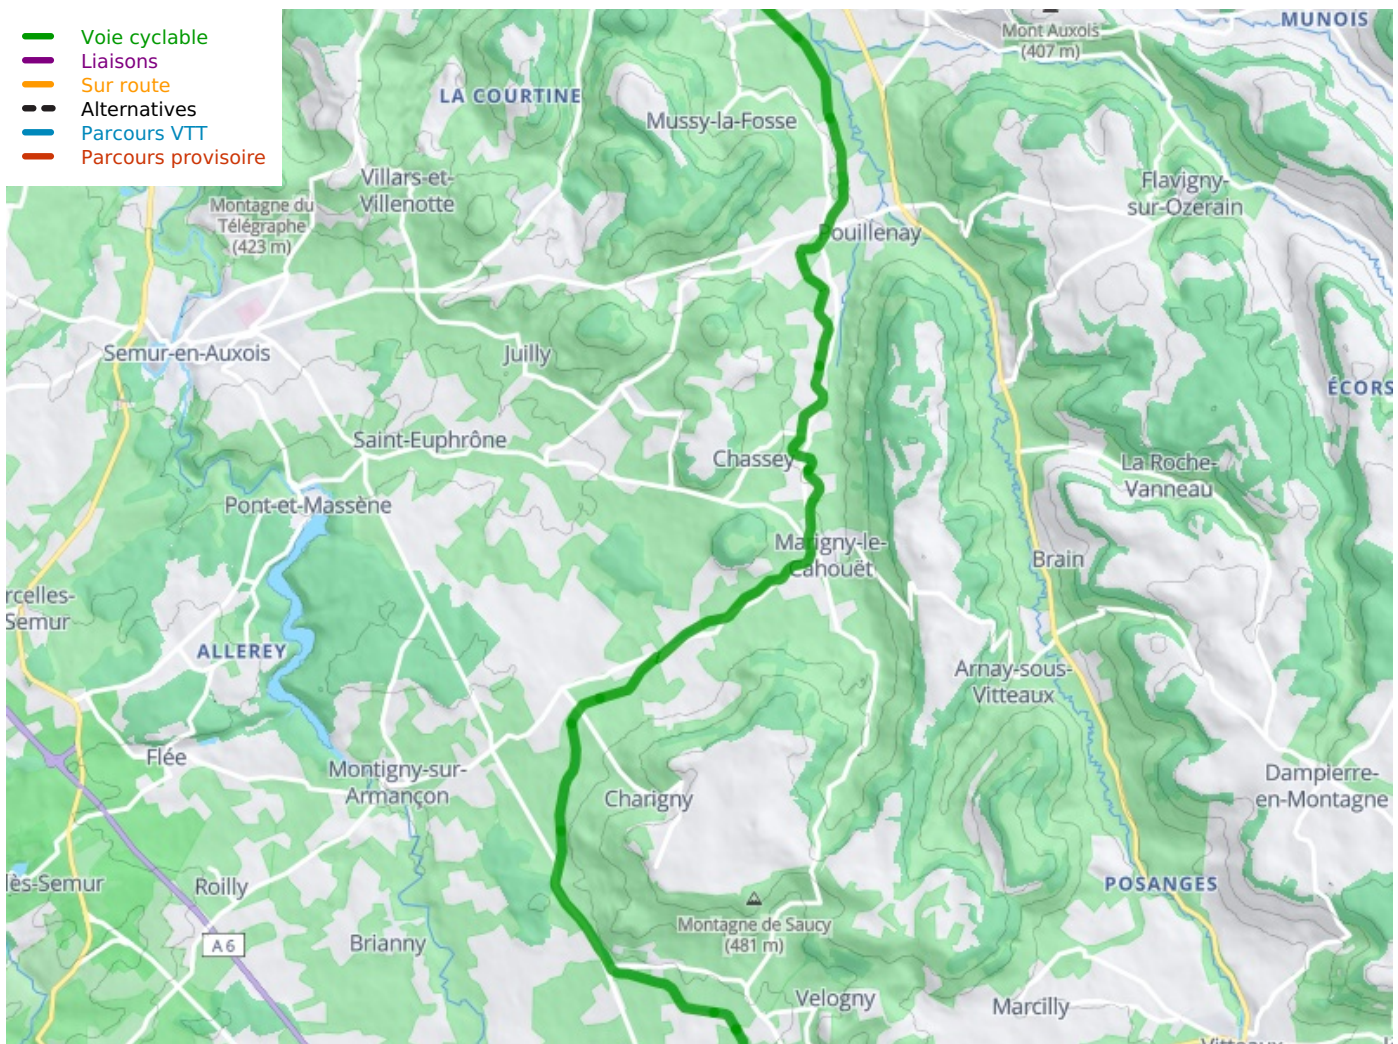 Voie cyclable
Liaisons
Sur route
Alternatives
Parcours VTT
Parcours provisoire
MUNOIS
Mont Auxois
(407 m)
LA COURTINE
Mussy-la-Fosse
Villars-et-
Villenotte
Flavigny-
sur-Ozerain
Montagne du
Télégraphe
(423 m)
Pouillenay
Semur-en-Auxois
Juilly
ÉCORS
Saint-Euphrône
Chassey
La Roche-
Vanneau
Pont-et-Massène
Marigny-le-
Cahouët
Brain
rcelles-
Semur
ALLEREY
Arnay-sous-
Vitteaux
Flée
Montigny-sur-
Armançon
Charigny
Dampierre-
en-Montagne
lès-Semur
Roilly
POSANGES
Montagne de Saucy
(481 m)
A 6
Brianny
Velogny
Marcilly
Vitteaux